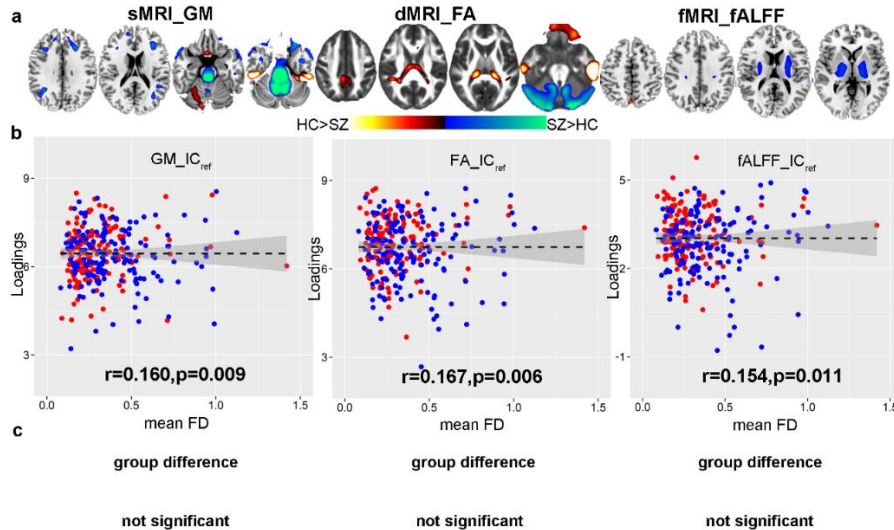 a
sMRI_GM
dMRI_FA
fMRI_fALFF
HC>SZ
SZ>HC
b
GM_ICref
FA_ICref
fALFF_ICref
Loadings
9
6
3
r=0.160,p=0.009
0.0 0.5 1.0 1.5
mean FD
Loadings
9
6
3
r=0.167,p=0.006
0.0 0.5 1.0 1.5
mean FD
Loadings
5
2
-1
r=0.154,p=0.011
0.0 0.5 1.0 1.5
mean FD
c
group difference
group difference
group difference
not significant
not significant
not significant